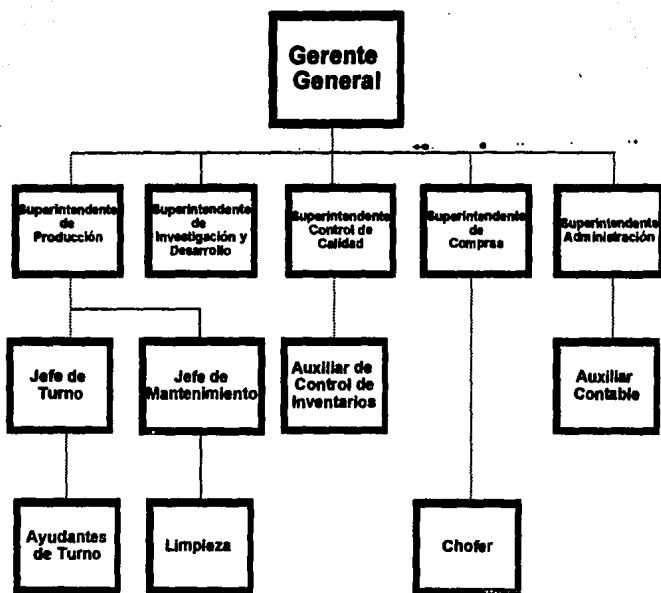 Gerente
General
Superintendente
de
Producción
Superintendente
de
Investigación y
Desarrollo
Superintendente
Control de
Calidad
Superintendente
de
Compras
Superintendente
Administración
Jefe de
Turno
Jefe de
Mantenimiento
Auxiliar de
Control de
Inventarios
Auxiliar
Contable
Ayudantes
de Turno
Limpieza
Chofer